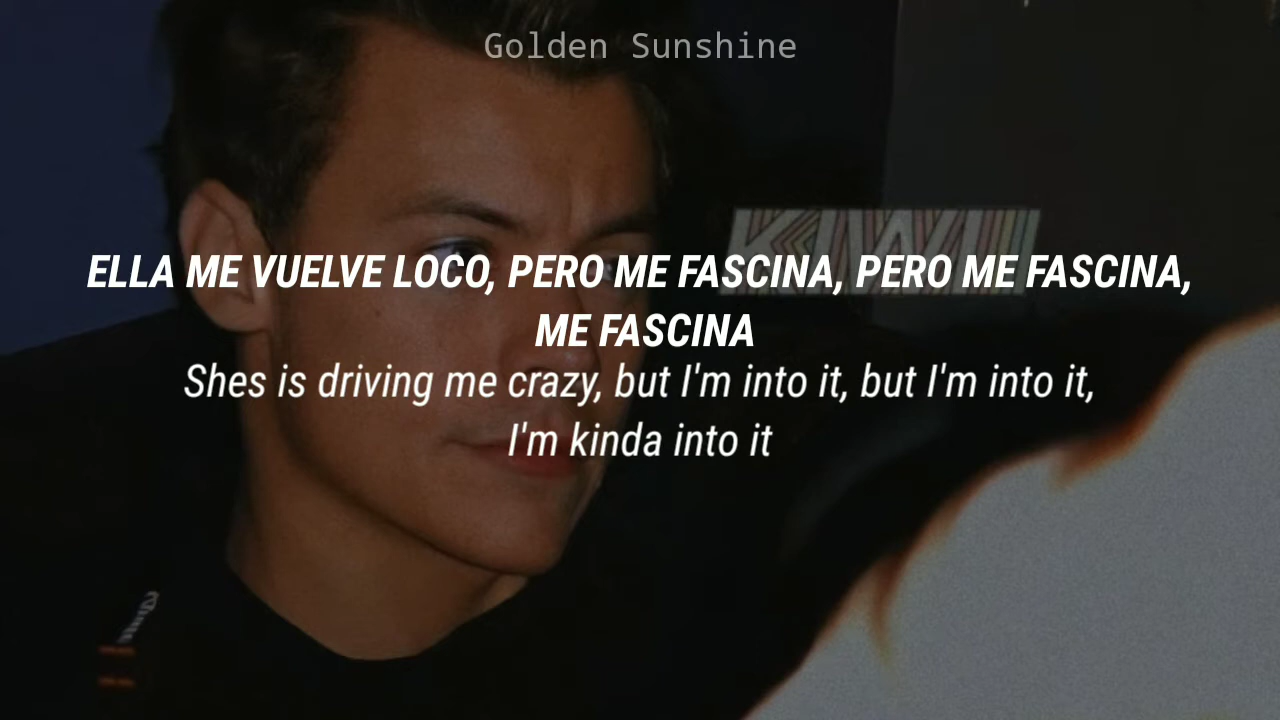 Golden Sunshine
KIWI
ELLA ME VUELVE LOCO, PERO ME FASCINA, PERO ME FASCINA,
ME FASCINA
Shes is driving me crazy, but I'm into it, but I'm into it,
I'm kinda into it